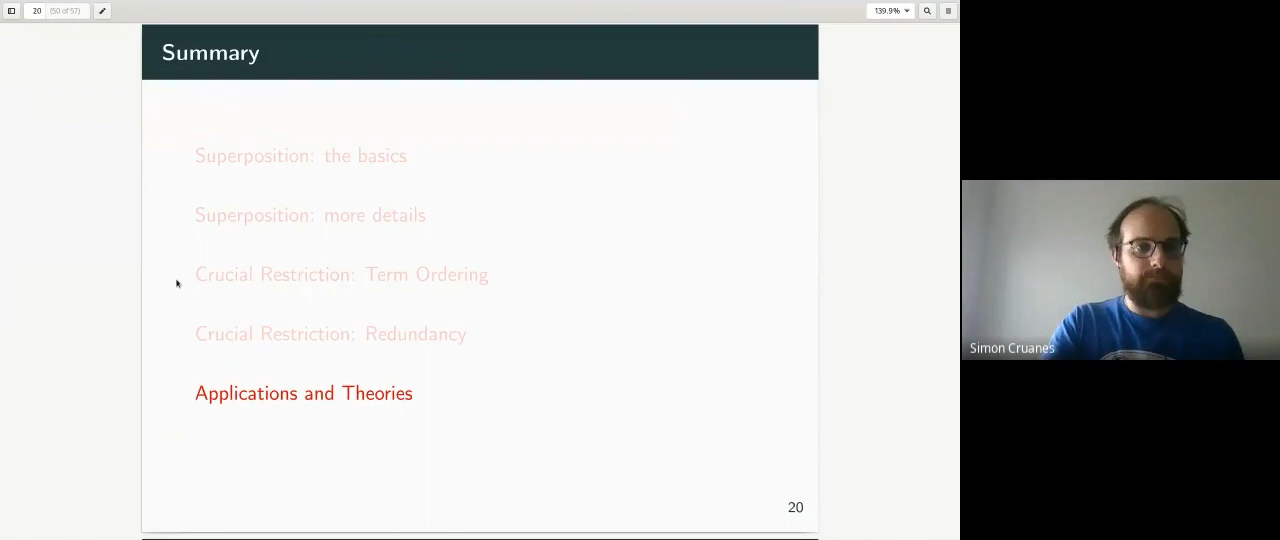 20 (50 of 57) 139.9%
Summary
Superposition: the basics
Superposition: more details
Crucial Restriction: Term Ordering
Crucial Restriction: Redundancy
Applications and Theories
20
Simon Cruanes